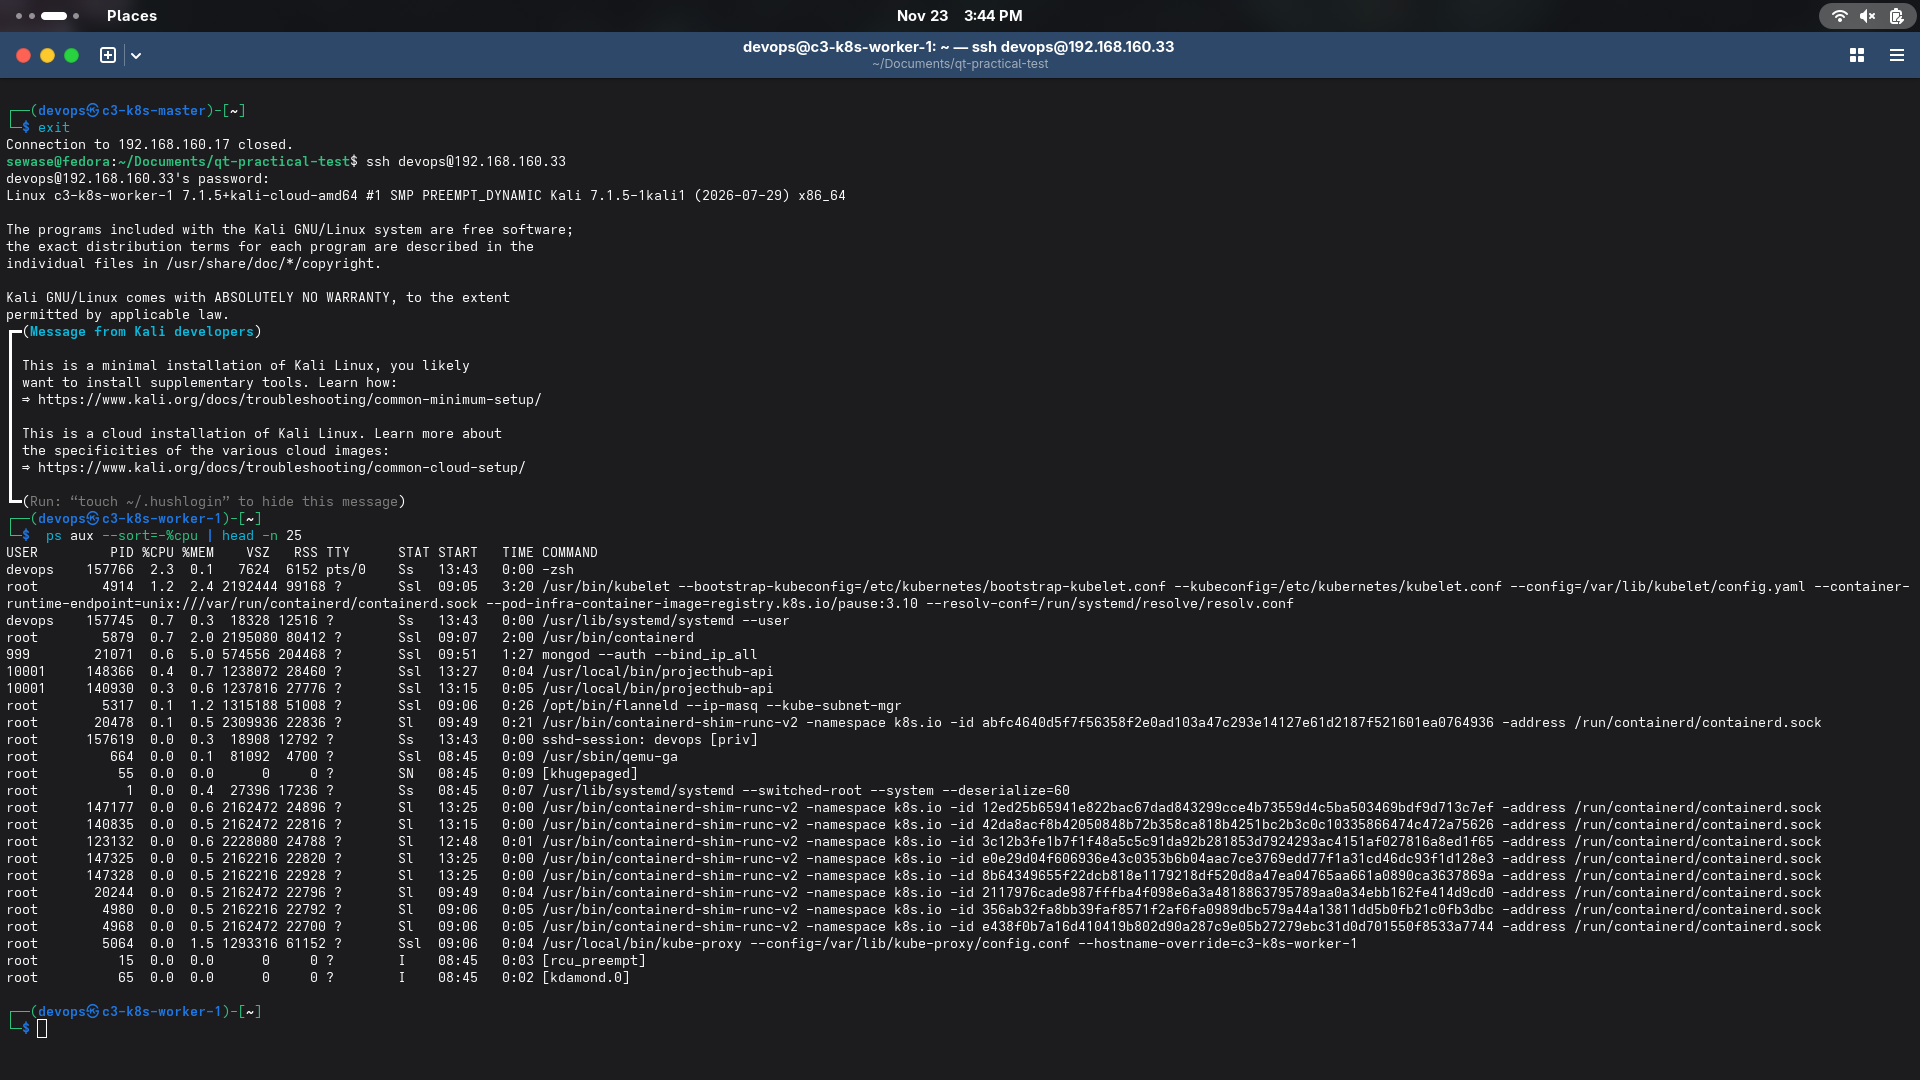 Places
Nov 23 3:44 PM
devops@c3-k8s-worker-1: ~ — ssh devops@192.168.160.33
~/Documents/qt-practical-test
┌──(devops㉿c3-k8s-master)-[~]
└─$ exit
Connection to 192.168.160.17 closed.
sewase@fedora:~/Documents/qt-practical-test$ ssh devops@192.168.160.33
devops@192.168.160.33's password:
Linux c3-k8s-worker-1 7.1.5+kali-cloud-amd64 #1 SMP PREEMPT_DYNAMIC Kali 7.1.5-1kali1 (2026-07-29) x86_64
The programs included with the Kali GNU/Linux system are free software;
the exact distribution terms for each program are described in the
individual files in /usr/share/doc/*/copyright.
Kali GNU/Linux comes with ABSOLUTELY NO WARRANTY, to the extent
permitted by applicable law.
┏━(Message from Kali developers)
This is a minimal installation of Kali Linux, you likely
want to install supplementary tools. Learn how:
⇒ https://www.kali.org/docs/troubleshooting/common-minimum-setup/
This is a cloud installation of Kali Linux. Learn more about
the specificities of the various cloud images:
⇒ https://www.kali.org/docs/troubleshooting/common-cloud-setup/
┗━(Run: “touch ~/.hushlogin” to hide this message)
┌──(devops㉿c3-k8s-worker-1)-[~]
└─$  ps aux --sort=-%cpu | head -n 25
USER PID %CPU %MEM VSZ RSS TTY STAT START TIME COMMAND
devops 157766 2.3 0.1 7624 6152 pts/0 Ss 13:43 0:00 -zsh
root 4914 1.2 2.4 2192444 99168 ? Ssl 09:05 3:20 /usr/bin/kubelet --bootstrap-kubeconfig=/etc/kubernetes/bootstrap-kubelet.conf --kubeconfig=/etc/kubernetes/kubelet.conf --config=/var/lib/kubelet/config.yaml --container-
runtime-endpoint=unix:///var/run/containerd/containerd.sock --pod-infra-container-image=registry.k8s.io/pause:3.10 --resolv-conf=/run/systemd/resolve/resolv.conf
devops 157745 0.7 0.3 18328 12516 ? Ss 13:43 0:00 /usr/lib/systemd/systemd --user
root 5879 0.7 2.0 2195080 80412 ? Ssl 09:07 2:00 /usr/bin/containerd
999 21071 0.6 5.0 574556 204468 ? Ssl 09:51 1:27 mongod --auth --bind_ip_all
10001 148366 0.4 0.7 1238072 28460 ? Ssl 13:27 0:04 /usr/local/bin/projecthub-api
10001 140930 0.3 0.6 1237816 27776 ? Ssl 13:15 0:05 /usr/local/bin/projecthub-api
root 5317 0.1 1.2 1315188 51008 ? Ssl 09:06 0:26 /opt/bin/flanneld --ip-masq --kube-subnet-mgr
root 20478 0.1 0.5 2309936 22836 ? Sl 09:49 0:21 /usr/bin/containerd-shim-runc-v2 -namespace k8s.io -id abfc4640d5f7f56358f2e0ad103a47c293e14127e61d2187f521601ea0764936 -address /run/containerd/containerd.sock
root 157619 0.0 0.3 18908 12792 ? Ss 13:43 0:00 sshd-session: devops [priv]
root 664 0.0 0.1 81092 4700 ? Ssl 08:45 0:09 /usr/sbin/qemu-ga
root 55 0.0 0.0 0 0 ? SN 08:45 0:09 [khugepaged]
root 1 0.0 0.4 27396 17236 ? Ss 08:45 0:07 /usr/lib/systemd/systemd --switched-root --system --deserialize=60
root 147177 0.0 0.6 2162472 24896 ? Sl 13:25 0:00 /usr/bin/containerd-shim-runc-v2 -namespace k8s.io -id 12ed25b65941e822bac67dad843299cce4b73559d4c5ba503469bdf9d713c7ef -address /run/containerd/containerd.sock
root 140835 0.0 0.5 2162472 22816 ? Sl 13:15 0:00 /usr/bin/containerd-shim-runc-v2 -namespace k8s.io -id 42da8acf8b42050848b72b358ca818b4251bc2b3c0c10335866474c472a75626 -address /run/containerd/containerd.sock
root 123132 0.0 0.6 2228080 24788 ? Sl 12:48 0:01 /usr/bin/containerd-shim-runc-v2 -namespace k8s.io -id 3c12b3fe1b7f1f48a5c5c91da92b281853d7924293ac4151af027816a8ed1f65 -address /run/containerd/containerd.sock
root 147325 0.0 0.5 2162216 22820 ? Sl 13:25 0:00 /usr/bin/containerd-shim-runc-v2 -namespace k8s.io -id e0e29d04f606936e43c0353b6b04aac7ce3769edd77f1a31cd46dc93f1d128e3 -address /run/containerd/containerd.sock
root 147328 0.0 0.5 2162216 22928 ? Sl 13:25 0:00 /usr/bin/containerd-shim-runc-v2 -namespace k8s.io -id 8b64349655f22dcb818e1179218df520d8a47ea04765aa661a0890ca3637869a -address /run/containerd/containerd.sock
root 20244 0.0 0.5 2162472 22796 ? Sl 09:49 0:04 /usr/bin/containerd-shim-runc-v2 -namespace k8s.io -id 2117976cade987fffba4f098e6a3a4818863795789aa0a34ebb162fe414d9cd0 -address /run/containerd/containerd.sock
root 4980 0.0 0.5 2162216 22792 ? Sl 09:06 0:05 /usr/bin/containerd-shim-runc-v2 -namespace k8s.io -id 356ab32fa8bb39faf8571f2af6fa0989dbc579a44a13811dd5b0fb21c0fb3dbc -address /run/containerd/containerd.sock
root 4968 0.0 0.5 2162472 22700 ? Sl 09:06 0:05 /usr/bin/containerd-shim-runc-v2 -namespace k8s.io -id e438f0b7a16d410419b802d90a287c9e05b27279ebc31d0d701550f8533a7744 -address /run/containerd/containerd.sock
root 5064 0.0 1.5 1293316 61152 ? Ssl 09:06 0:04 /usr/local/bin/kube-proxy --config=/var/lib/kube-proxy/config.conf --hostname-override=c3-k8s-worker-1
root 15 0.0 0.0 0 0 ? I 08:45 0:03 [rcu_preempt]
root 65 0.0 0.0 0 0 ? I 08:45 0:02 [kdamond.0]
┌──(devops㉿c3-k8s-worker-1)-[~]
└─$